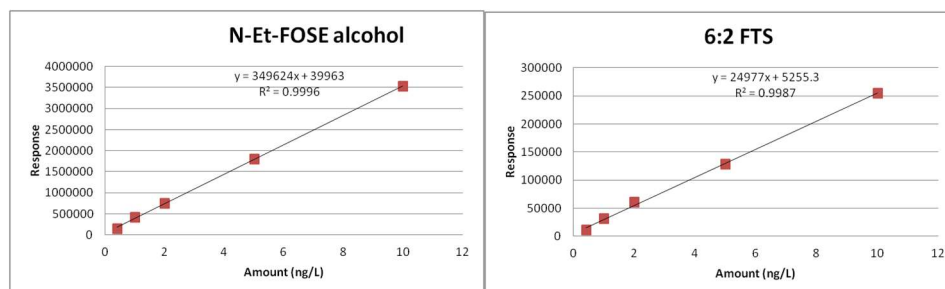 N-Et-FOSE alcohol
y = 349624x + 39963
R² = 0.9996
4000000
3500000
3000000
2500000
2000000
1500000
1000000
500000
0
Response
0 2 4 6 8 10 12
Amount (ng/L)
6:2 FTS
y = 24977x + 5255.3
R² = 0.9987
300000
250000
200000
150000
100000
50000
0
Response
0 2 4 6 8 10 12
Amount (ng/L)